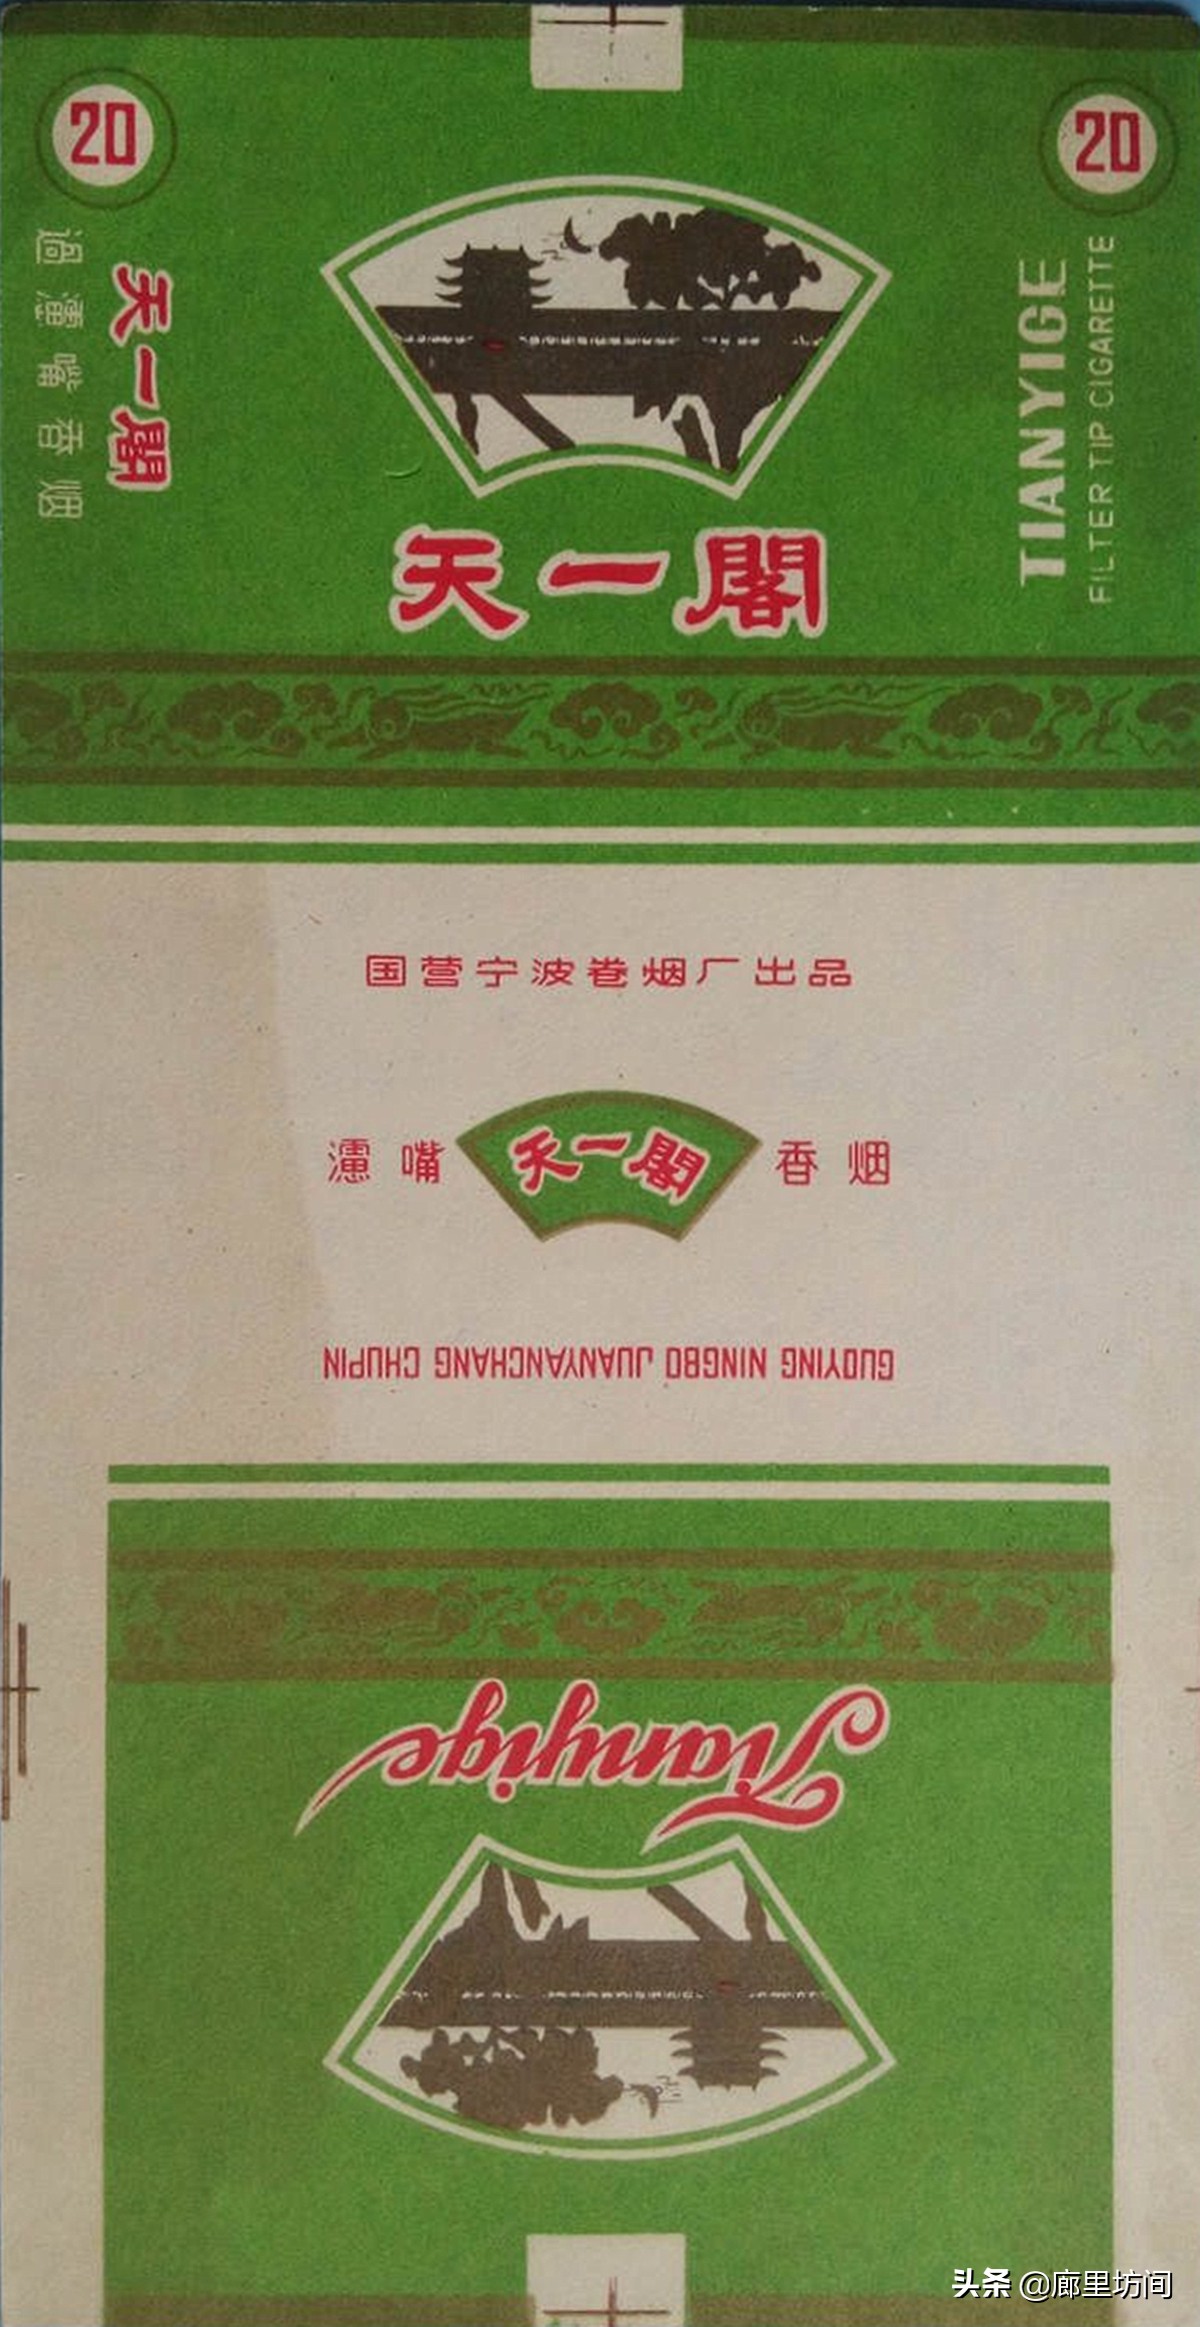 20
過濾嘴香烟
天一閣
天一閣
20
TIANYIGE
FILTER TIP CIGARETTE
国营宁波卷烟厂出品
濾嘴 天一閣 香烟
GUOYING NINGBO JUANYANCHANG CHUPIN
Tianyige
头条 @廊里坊间